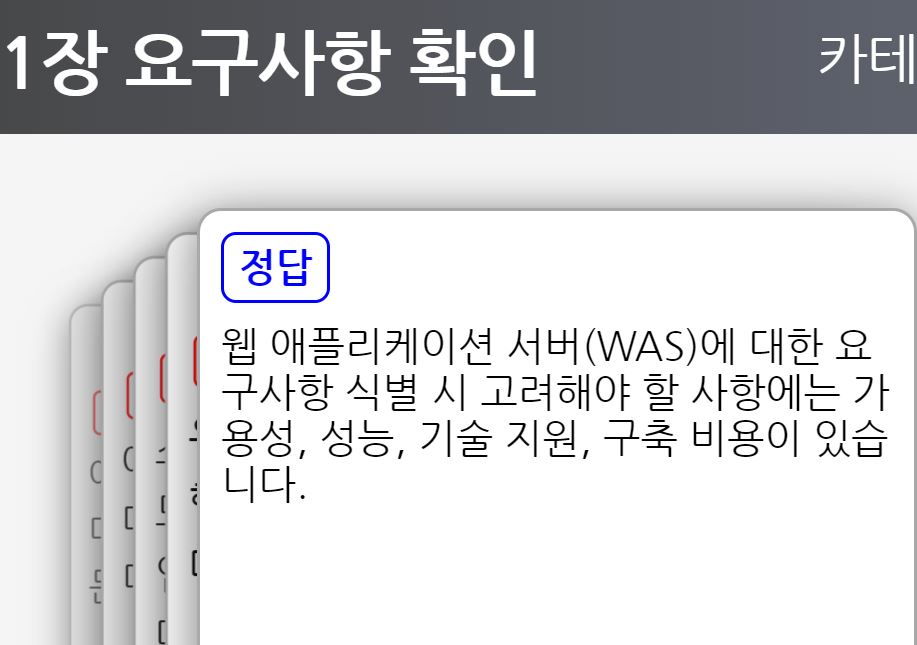 1장 요구사항 확인
카테
정답
웹 애플리케이션 서버(WAS)에 대한 요
구사항 식별 시 고려해야 할 사항에는 가
용성, 성능, 기술 지원, 구축 비용이 있습
니다.